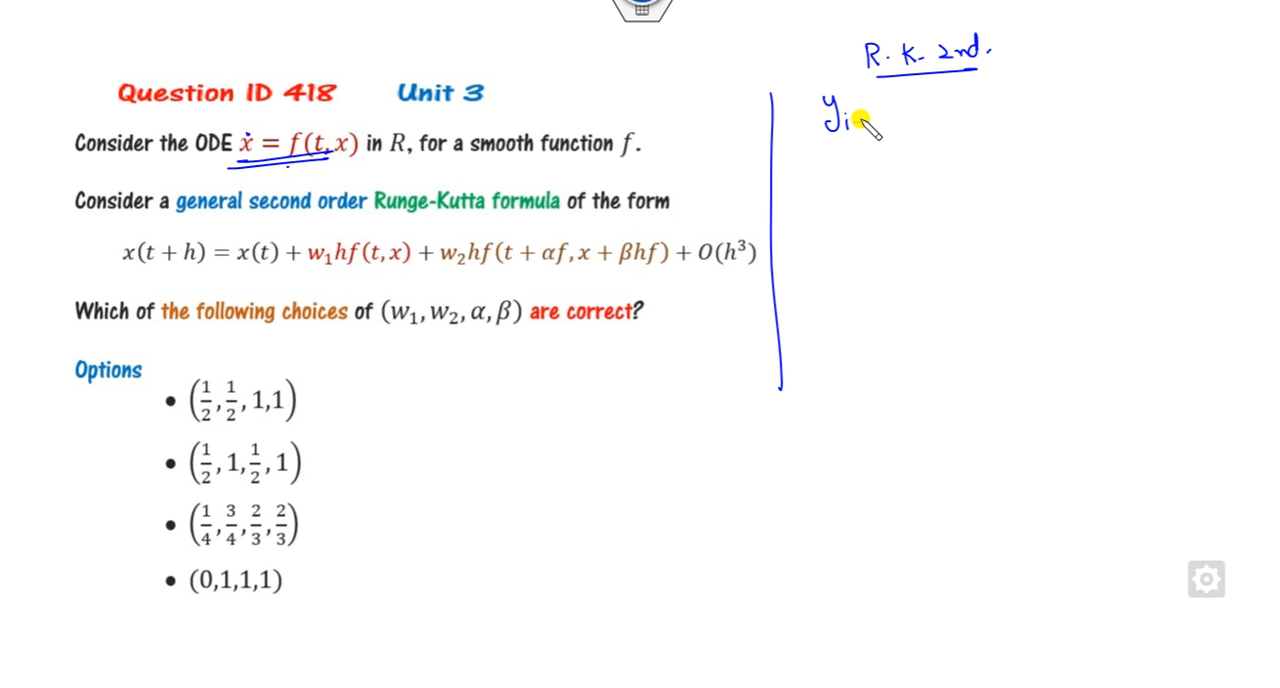 R. K. 2nd.
Question ID 418 Unit 3
yi
Consider the ODE ẋ = f(t, x) in R, for a smooth function f.
Consider a general second order Runge-Kutta formula of the form
x(t + h) = x(t) + w₁hf(t, x) + w₂hf(t + αf, x + βhf) + O(h³)
Which of the following choices of (w₁, w₂, α, β) are correct?
Options
• (1/2, 1/2, 1,1)
• (1/2, 1, 1/2, 1)
• (1/4, 3/4, 2/3, 2/3)
• (0,1,1,1)